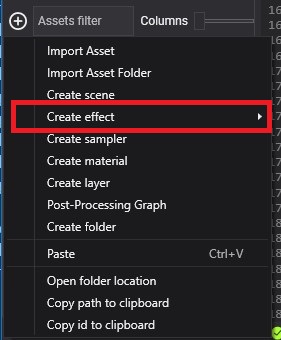 Assets filter Columns
Import Asset
Import Asset Folder
Create scene
Create effect
Create sampler
Create material
Create layer
Post-Processing Graph
Create folder
Paste Ctrl+V
Open folder location
Copy path to clipboard
Copy id to clipboard